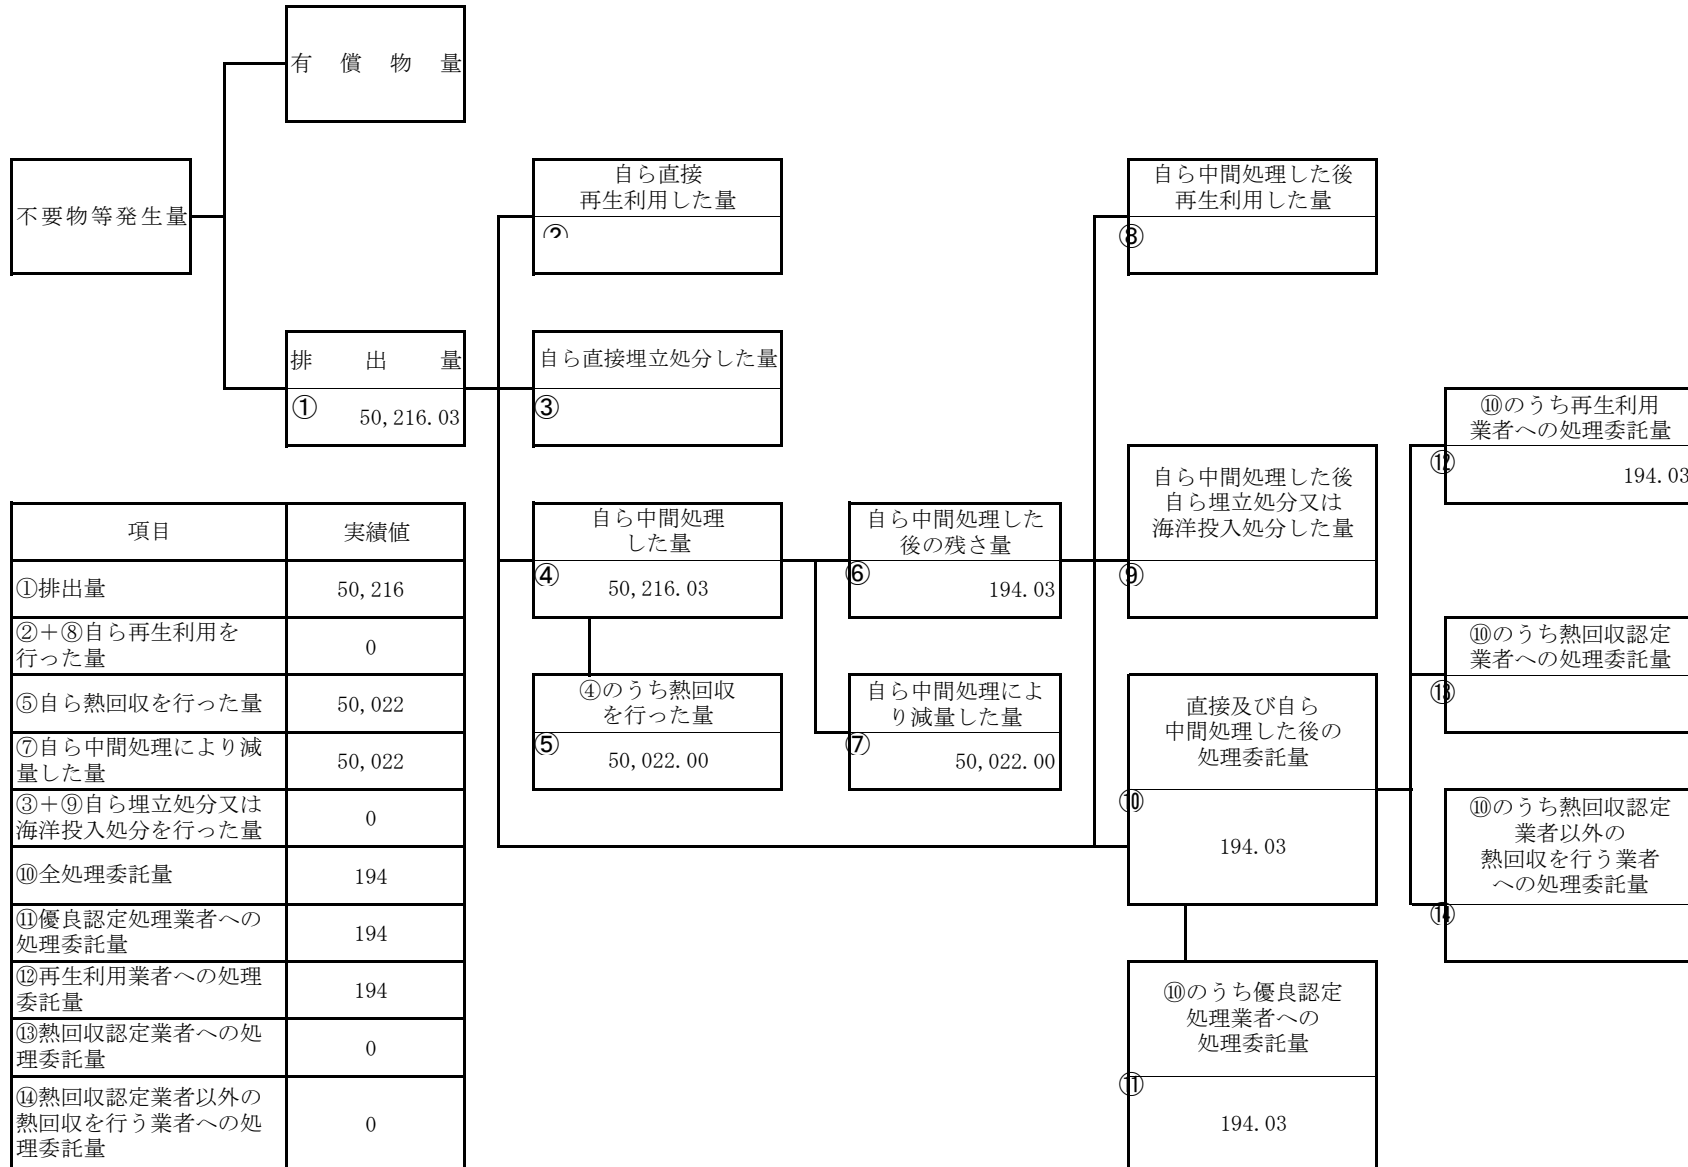 有償物量
不要物等発生量
排出量
① 50,216.03
自ら直接
再生利用した量
②
自ら直接埋立処分した量
③
自ら中間処理
した量
④ 50,216.03
④のうち熱回収
を行った量
⑤ 50,022.00
自ら中間処理した
後の残さ量
⑥ 194.03
自ら中間処理によ
り減量した量
⑦ 50,022.00
自ら中間処理した後
再生利用した量
⑧
自ら中間処理した後
自ら埋立処分又は
海洋投入処分した量
⑨
直接及び自ら
中間処理した後の
処理委託量
⑩
194.03
⑩のうち優良認定
処理業者への
処理委託量
⑪
194.03
⑩のうち再生利用
業者への処理委託量
⑫ 194.03
⑩のうち熱回収認定
業者への処理委託量
⑬
⑩のうち熱回収認定
業者以外の
熱回収を行う業者
への処理委託量
⑭
項目 実績値
①排出量 50,216
②＋⑧自ら再生利用を
行った量 0
⑤自ら熱回収を行った量 50,022
⑦自ら中間処理により減
量した量 50,022
③＋⑨自ら埋立処分又は
海洋投入処分を行った量 0
⑩全処理委託量 194
⑪優良認定処理業者への
処理委託量 194
⑫再生利用業者への処理
委託量 194
⑬熱回収認定業者への処
理委託量 0
⑭熱回収認定業者以外の
熱回収を行う業者への処 0
理委託量